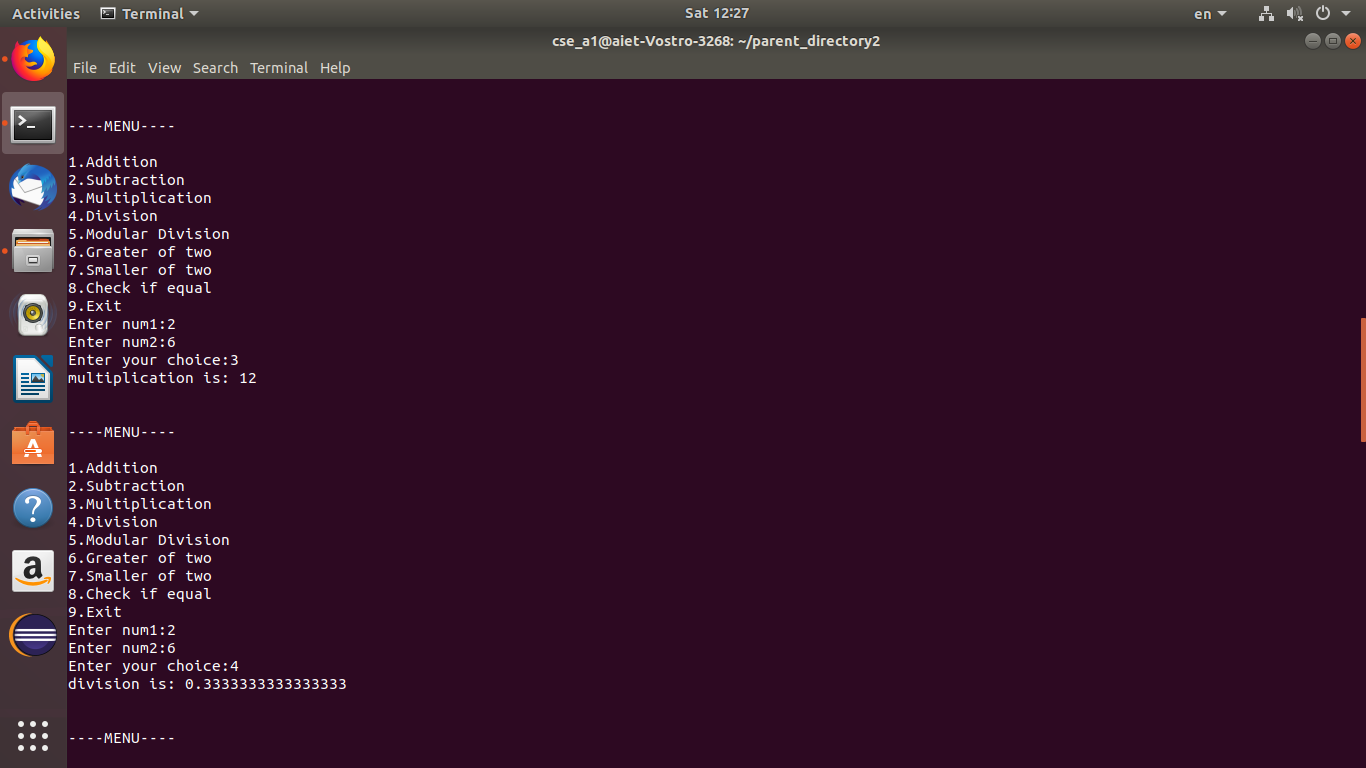 Activities Terminal Sat 12:27 en
cse_a1@aiet-Vostro-3268: ~/parent_directory2
File Edit View Search Terminal Help
----MENU----
1.Addition
2.Subtraction
3.Multiplication
4.Division
5.Modular Division
6.Greater of two
7.Smaller of two
8.Check if equal
9.Exit
Enter num1:2
Enter num2:6
Enter your choice:3
multiplication is: 12
----MENU----
1.Addition
2.Subtraction
3.Multiplication
4.Division
5.Modular Division
6.Greater of two
7.Smaller of two
8.Check if equal
9.Exit
Enter num1:2
Enter num2:6
Enter your choice:4
division is: 0.3333333333333333
----MENU----